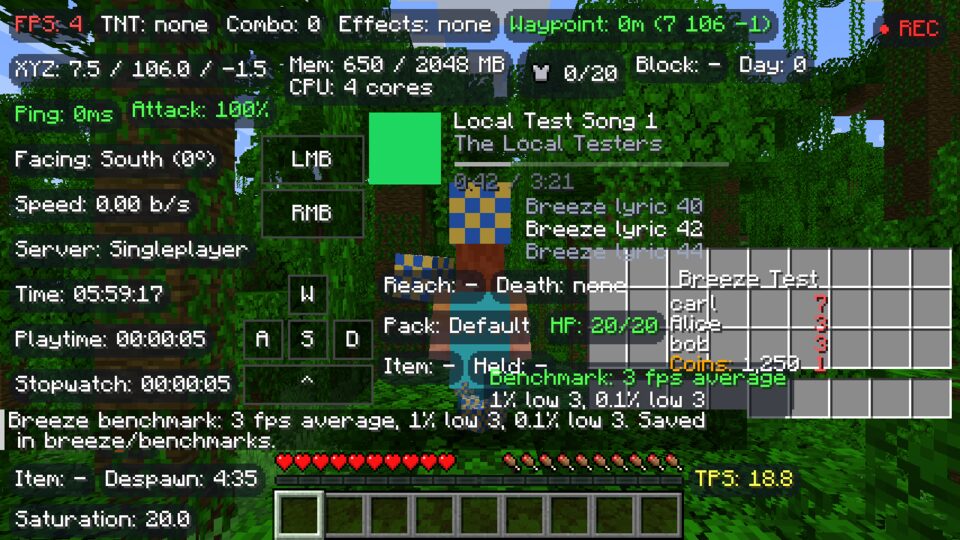 FPS: 4 TNT: none Combo: 0 Effects: none Waypoint: 0m (7 106 -1) REC
XYZ: 7.5 / 106.0 / -1.5 Mem: 650 / 2048 MB 0/20 Block: - Day: 0
CPU: 4 cores
Ping: 0ms Attack: 100%
Local Test Song 1
The Local Testers
Facing: South (0°) LMB
0:42 / 3:21
Speed: 0.00 b/s RMB
Breeze lyric 40
Breeze lyric 42
Breeze lyric 44
Server: Singleplayer
Breeze Test
Reach: - Death: none
Time: 05:59:17 W
carl 7
Alice 3
bob 3
Coins: 1,250 1
Pack: Default HP: 20/20
Playtime: 00:00:05 A S D
Item: - Held: -
Benchmark: 3 fps average
1% low 3, 0.1% low 3
Stopwatch: 00:00:05 ^
Breeze benchmark: 3 fps average, 1% low 3, 0.1% low 3. Saved
in breeze/benchmarks.
Item: - Despawn: 4:35 TPS: 18.8
Saturation: 20.0